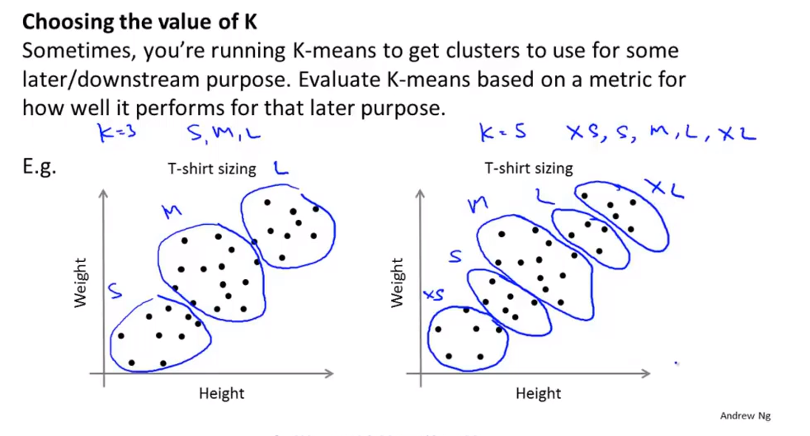 Choosing the value of K
Sometimes, you're running K-means to get clusters to use for some
later/downstream purpose. Evaluate K-means based on a metric for
how well it performs for that later purpose.
K=3 S, M, L
K=5 XS, S, M, L, XL
E.g.
T-shirt sizing
L
M
S
Weight
Height
T-shirt sizing
XL
L
M
S
XS
Weight
Height
Andrew Ng